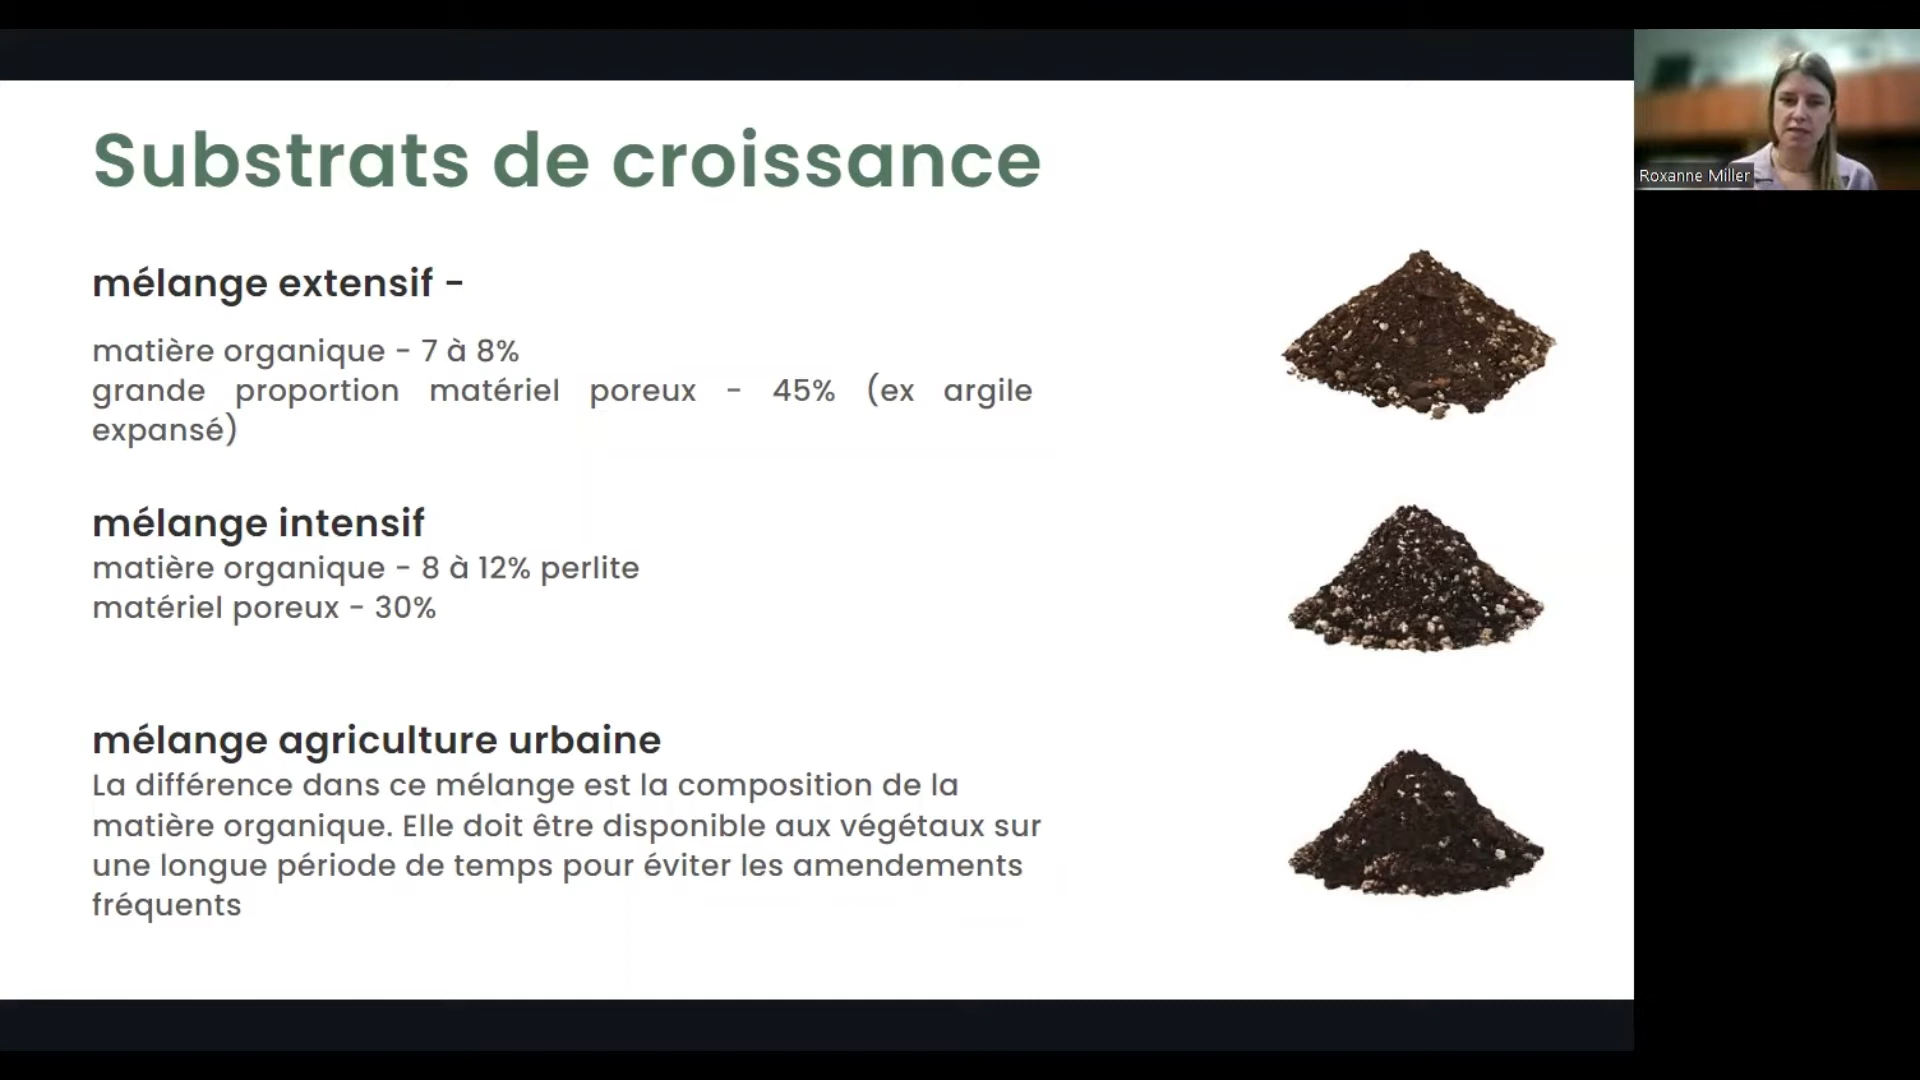 Substrats de croissance
mélange extensif -
matière organique - 7 à 8%
grande proportion matériel poreux - 45% (ex argile
expansé)
mélange intensif
matière organique - 8 à 12% perlite
matériel poreux - 30%
mélange agriculture urbaine
La différence dans ce mélange est la composition de la
matière organique. Elle doit être disponible aux végétaux sur
une longue période de temps pour éviter les amendements
fréquents
Roxanne Miller